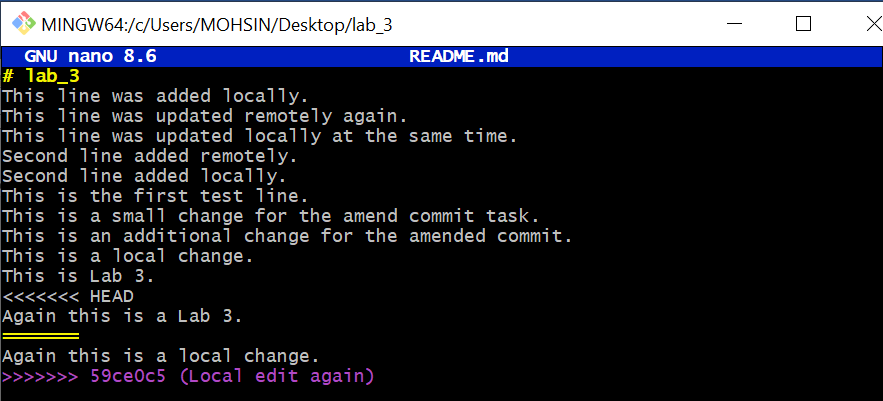 MINGW64:/c/Users/MOHSIN/Desktop/lab_3
GNU nano 8.6 README.md
# lab_3
This line was added locally.
This line was updated remotely again.
This line was updated locally at the same time.
Second line added remotely.
Second line added locally.
This is the first test line.
This is a small change for the amend commit task.
This is an additional change for the amended commit.
This is a local change.
This is Lab 3.
<<<<<<< HEAD
Again this is a Lab 3.
=======
Again this is a local change.
>>>>>>> 59ce0c5 (Local edit again)